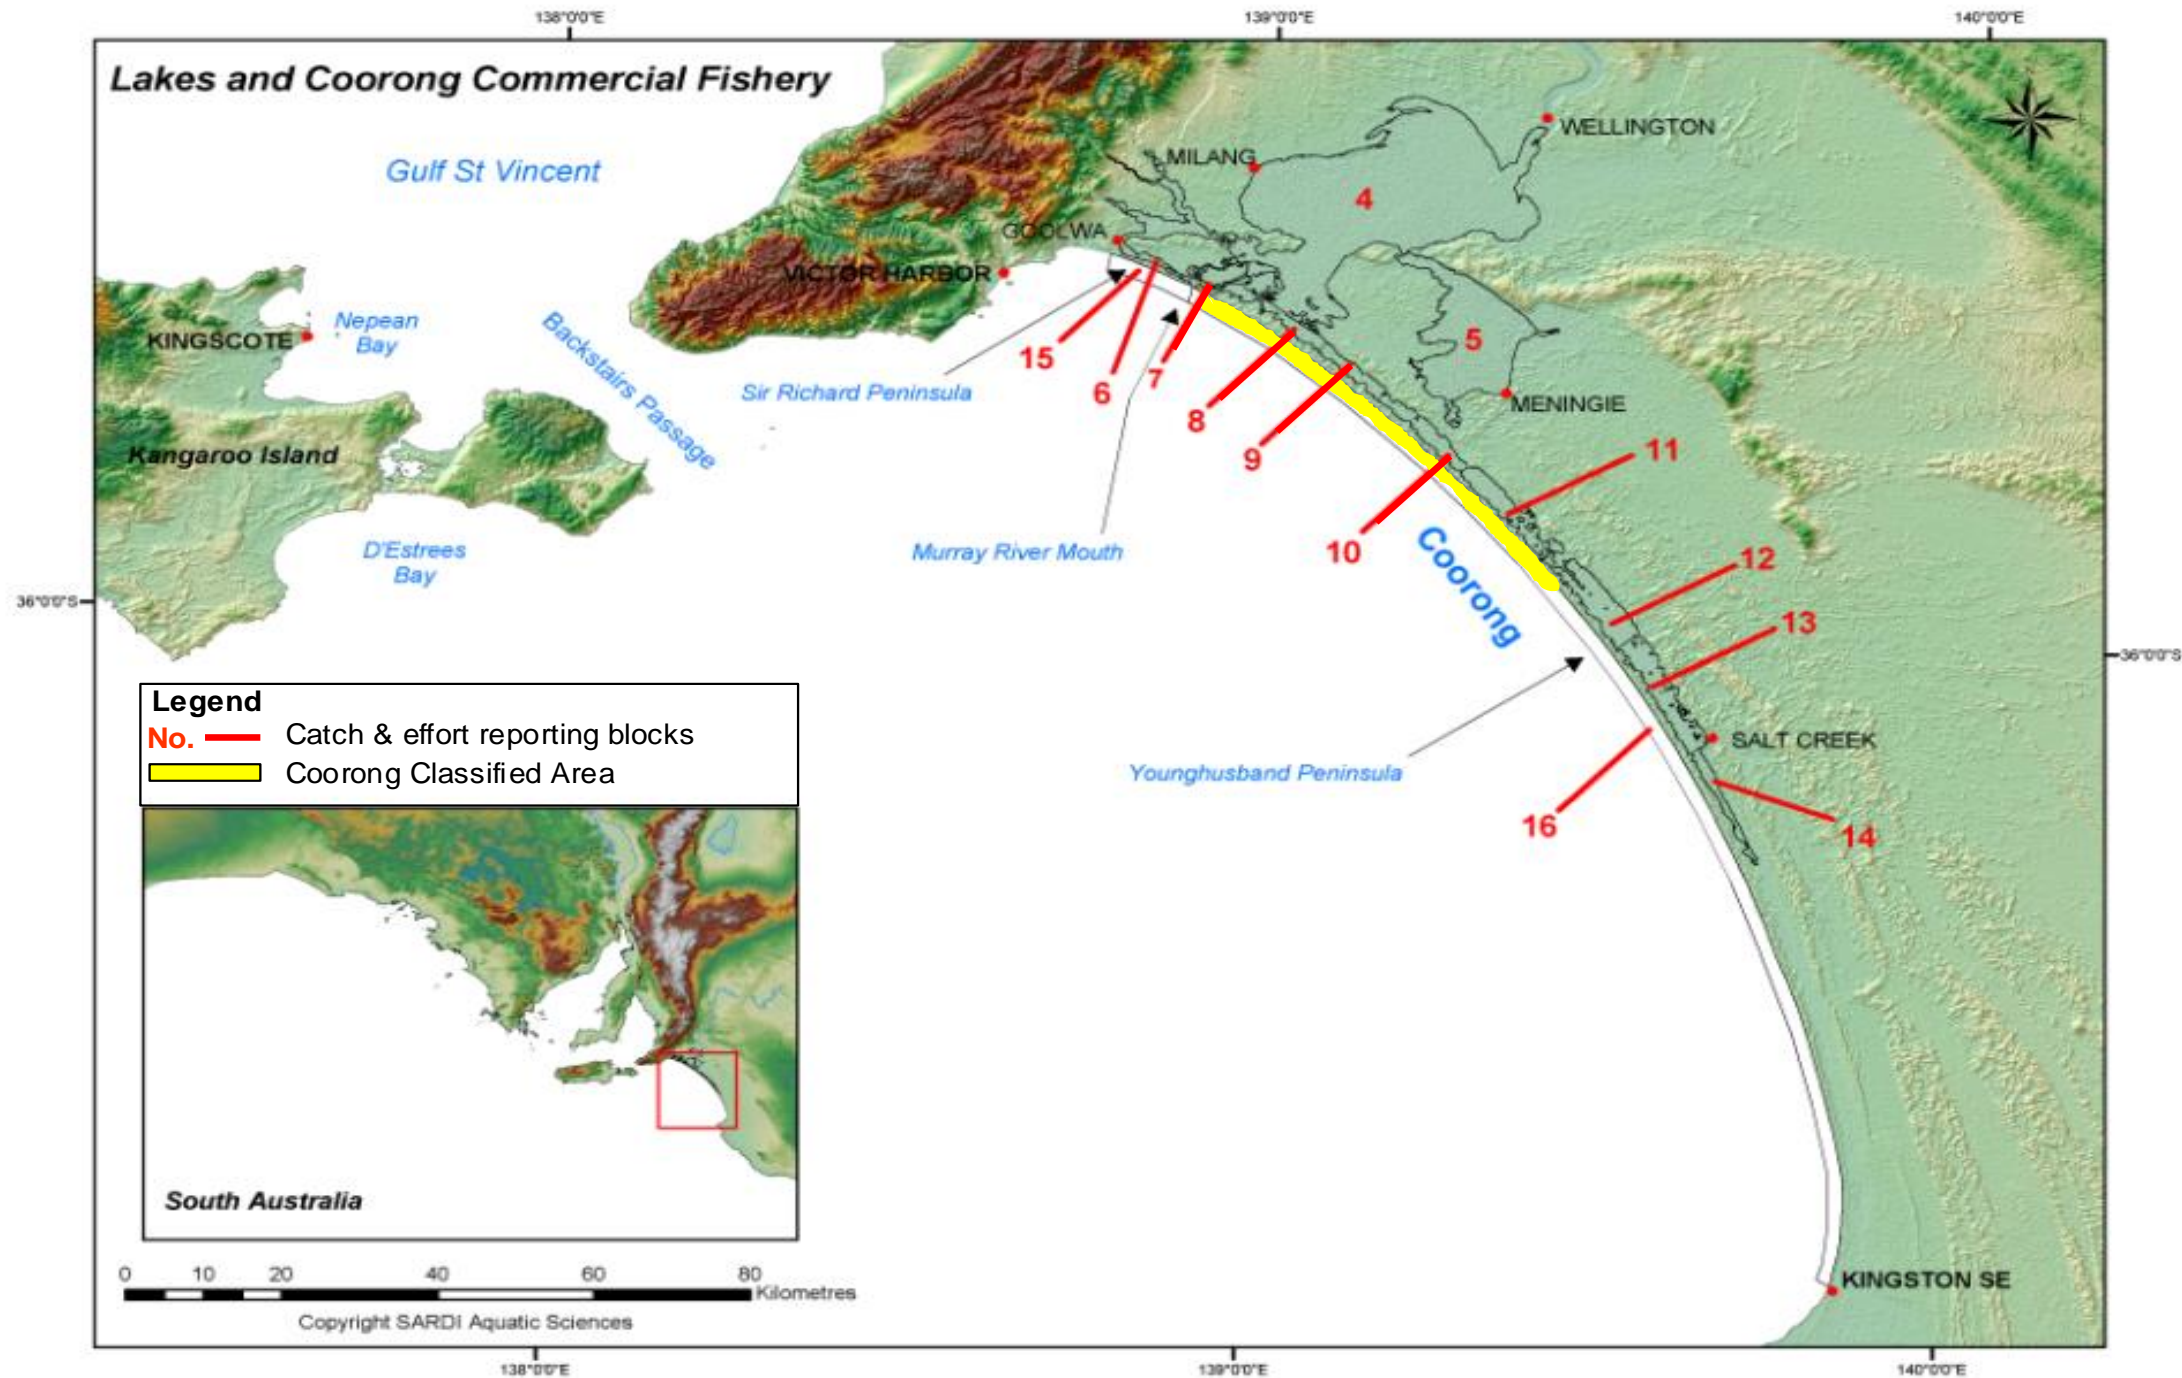 138°0'0"E
139°0'0"E
140°0'0"E
Lakes and Coorong Commercial Fishery
Gulf St Vincent
WELLINGTON
MILANG
4
GOOLWA
VICTOR HARBOR
KINGSCOTE
Nepean
Bay
Backstairs Passage
15
6
7
8
9
5
Sir Richard Peninsula
MENINGIE
Kangaroo Island
11
10
Murray River Mouth
D'Estrees
Bay
Coorong
12
36°0'0"S
13
36°0'0"S
Legend
No.
Catch & effort reporting blocks
Coorong Classified Area
SALT CREEK
Younghusband Peninsula
16
14
South Australia
0 10 20 40 60 80
Kilometres
KINGSTON SE
Copyright SARDI Aquatic Sciences
138°0'0"E
139°0'0"E
140°0'0"E